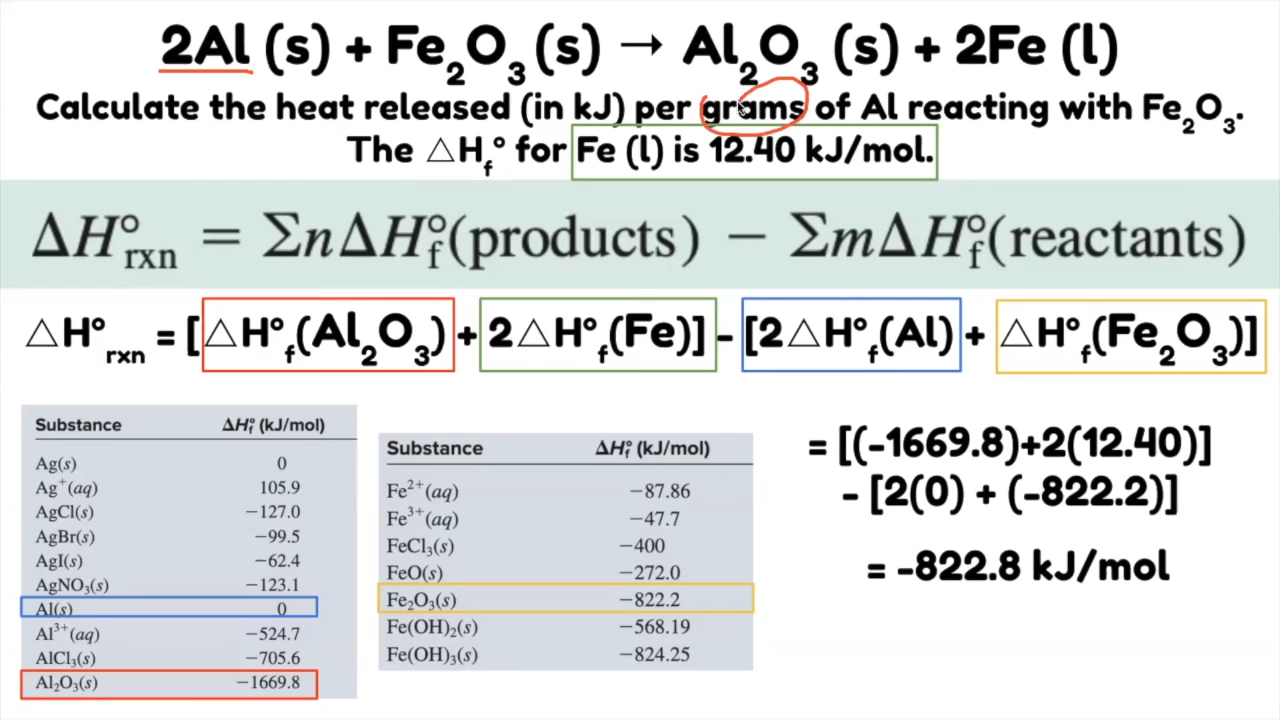 2Al (s) + Fe₂O₃ (s) → Al₂O₃ (s) + 2Fe (l)
Calculate the heat released (in kJ) per grams of Al reacting with Fe₂O₃.
The △Hf° for Fe (l) is 12.40 kJ/mol.
ΔH°rxn = ΣnΔH°f(products) − ΣmΔH°f(reactants)
△H°rxn = [△H°f(Al₂O₃) + 2△H°f(Fe)] - [2△H°f(Al) + △H°f(Fe₂O₃)]
Substance ΔH°f (kJ/mol)
Ag(s) 0
Ag⁺(aq) 105.9
AgCl(s) −127.0
AgBr(s) −99.5
AgI(s) −62.4
AgNO₃(s) −123.1
Al(s) 0
Al³⁺(aq) −524.7
AlCl₃(s) −705.6
Al₂O₃(s) −1669.8
Substance ΔH°f (kJ/mol)
Fe²⁺(aq) −87.86
Fe³⁺(aq) −47.7
FeCl₃(s) −400
FeO(s) −272.0
Fe₂O₃(s) −822.2
Fe(OH)₂(s) −568.19
Fe(OH)₃(s) −824.25
= [(-1669.8)+2(12.40)]
- [2(0) + (-822.2)]
= -822.8 kJ/mol